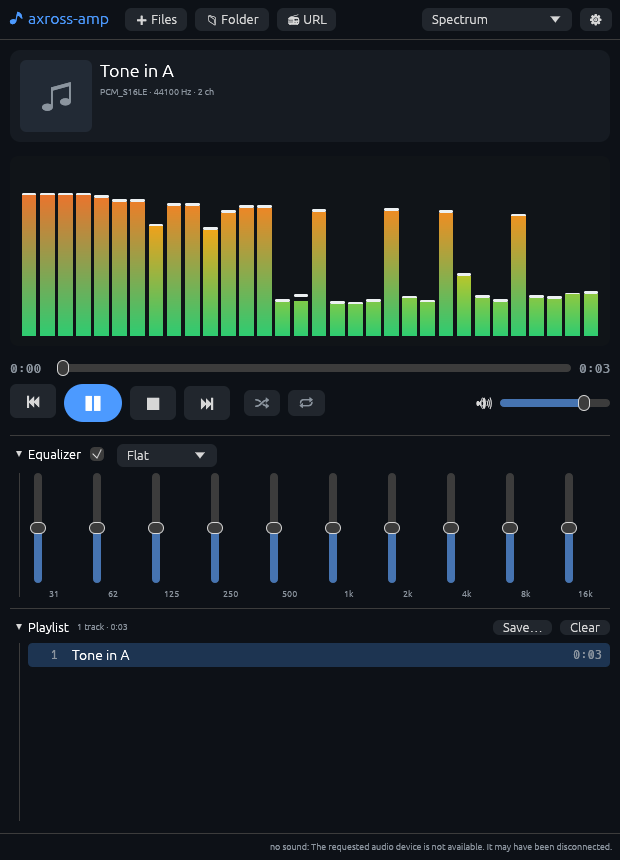 axross-amp
Files
Folder
URL
Spectrum
Tone in A
PCM_S16LE · 44100 Hz · 2 ch
0:00
0:03
Equalizer
Flat
31 62 125 250 500 1k 2k 4k 8k 16k
Playlist 1 track · 0:03
Save...
Clear
1 Tone in A 0:03
no sound: The requested audio device is not available. It may have been disconnected.